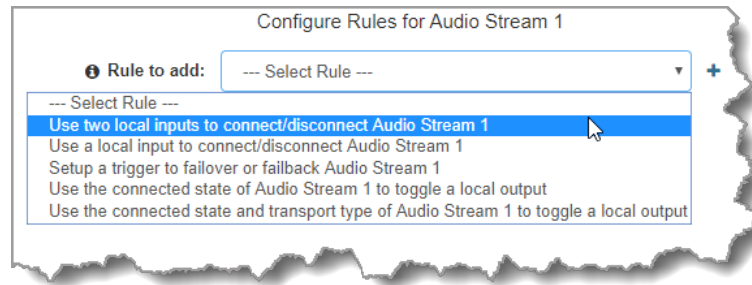 Configure Rules for Audio Stream 1
Rule to add: --- Select Rule ---
--- Select Rule ---
Use two local inputs to connect/disconnect Audio Stream 1
Use a local input to connect/disconnect Audio Stream 1
Setup a trigger to failover or failback Audio Stream 1
Use the connected state of Audio Stream 1 to toggle a local output
Use the connected state and transport type of Audio Stream 1 to toggle a local output